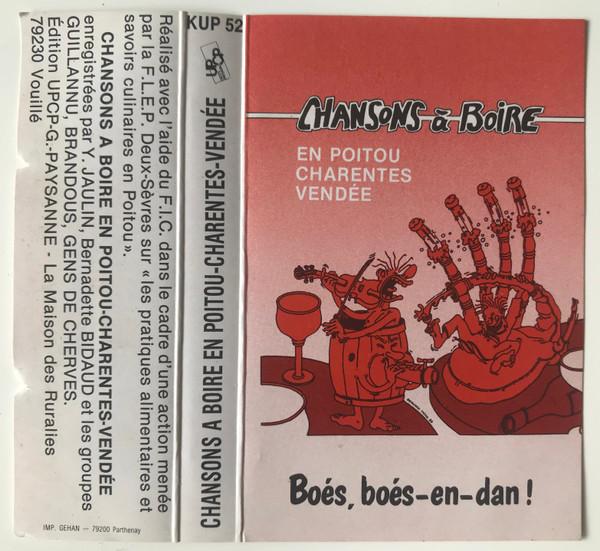 Réalisé avec l'aide du F.I.C. dans le cadre d'une action menée
par la F.L.E.P. Deux-Sèvres sur « les pratiques alimentaires et
savoirs culinaires en Poitou ».
CHANSONS A BOIRE EN POITOU-CHARENTES-VENDÉE
enregistrées par Y. JAULIN, Bernadette BIDAUD et les groupes
GUILLANNU, BRANDOUS, GENS DE CHERVES.
Édition UPCP-G.-PAYSANNE - La Maison des Ruralies
79230 Vouillé
IMP. GEHAN — 79200 Parthenay
KUP 52
CHANSONS A BOIRE EN POITOU-CHARENTES-VENDÉE
CHANSONS à BOIRE
EN POITOU
CHARENTES
VENDÉE
Boés, boés-en-dan !